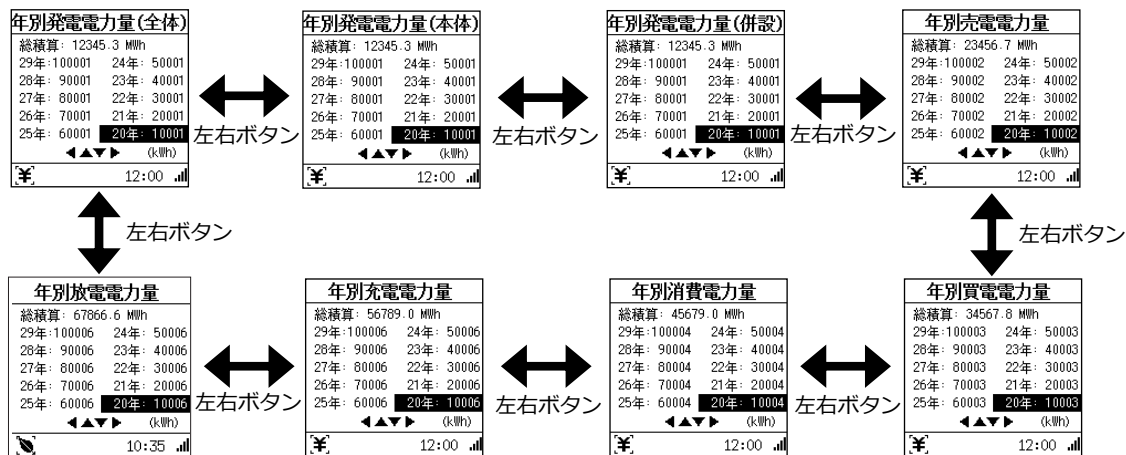 年別発電電力量(全体)
総積算: 12345.3 MWh
29年:100001 24年: 50001
28年: 90001 23年: 40001
27年: 80001 22年: 30001
26年: 70001 21年: 20001
25年: 60001 20年: 10001
◀▲▼▶ (kWh)
[¥] 12:00
左右ボタン
年別発電電力量(本体)
総積算: 12345.3 MWh
29年:100001 24年: 50001
28年: 90001 23年: 40001
27年: 80001 22年: 30001
26年: 70001 21年: 20001
25年: 60001 20年: 10001
◀▲▼▶ (kWh)
[¥] 12:00
左右ボタン
年別発電電力量(併設)
総積算: 12345.3 MWh
29年:100001 24年: 50001
28年: 90001 23年: 40001
27年: 80001 22年: 30001
26年: 70001 21年: 20001
25年: 60001 20年: 10001
◀▲▼▶ (kWh)
[¥] 12:00
左右ボタン
年別売電電力量
総積算: 23456.7 MWh
29年:100002 24年: 50002
28年: 90002 23年: 40002
27年: 80002 22年: 30002
26年: 70002 21年: 20002
25年: 60002 20年: 10002
◀▲▼▶ (kWh)
[¥] 12:00
左右ボタン
左右ボタン
年別放電電力量
総積算: 67866.6 MWh
29年:100006 24年: 50006
28年: 90006 23年: 40006
27年: 80006 22年: 30006
26年: 70006 21年: 20006
25年: 60006 20年: 10006
◀▲▼▶ (kWh)
10:35
左右ボタン
年別充電電力量
総積算: 56789.0 MWh
29年:100006 24年: 50006
28年: 90006 23年: 40006
27年: 80006 22年: 30006
26年: 70006 21年: 20006
25年: 60006 20年: 10006
◀▲▼▶ (kWh)
[¥] 12:00
左右ボタン
年別消費電力量
総積算: 45679.0 MWh
29年:100004 24年: 50004
28年: 90004 23年: 40004
27年: 80004 22年: 30004
26年: 70004 21年: 20004
25年: 60004 20年: 10004
◀▲▼▶ (kWh)
[¥] 12:00
左右ボタン
年別買電電力量
総積算: 34567.8 MWh
29年:100003 24年: 50003
28年: 90003 23年: 40003
27年: 80003 22年: 30003
26年: 70003 21年: 20003
25年: 60003 20年: 10003
◀▲▼▶ (kWh)
[¥] 12:00